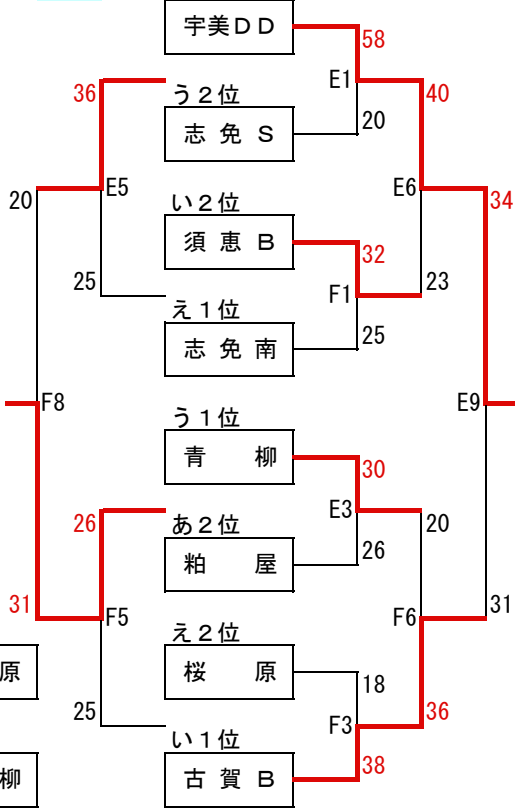 宇美ＤＤ
58
36
E1
40
う２位
20
志免Ｓ
20
E5
E6
34
い２位
須恵Ｂ
32
25
F1
23
え１位
25
志免南
F8
E9
う１位
青柳
30
26
E3
20
あ２位
26
粕屋
31
F5
F6
31
え２位
原
桜原
18
25
36
F3
い１位
38
柳
古賀Ｂ